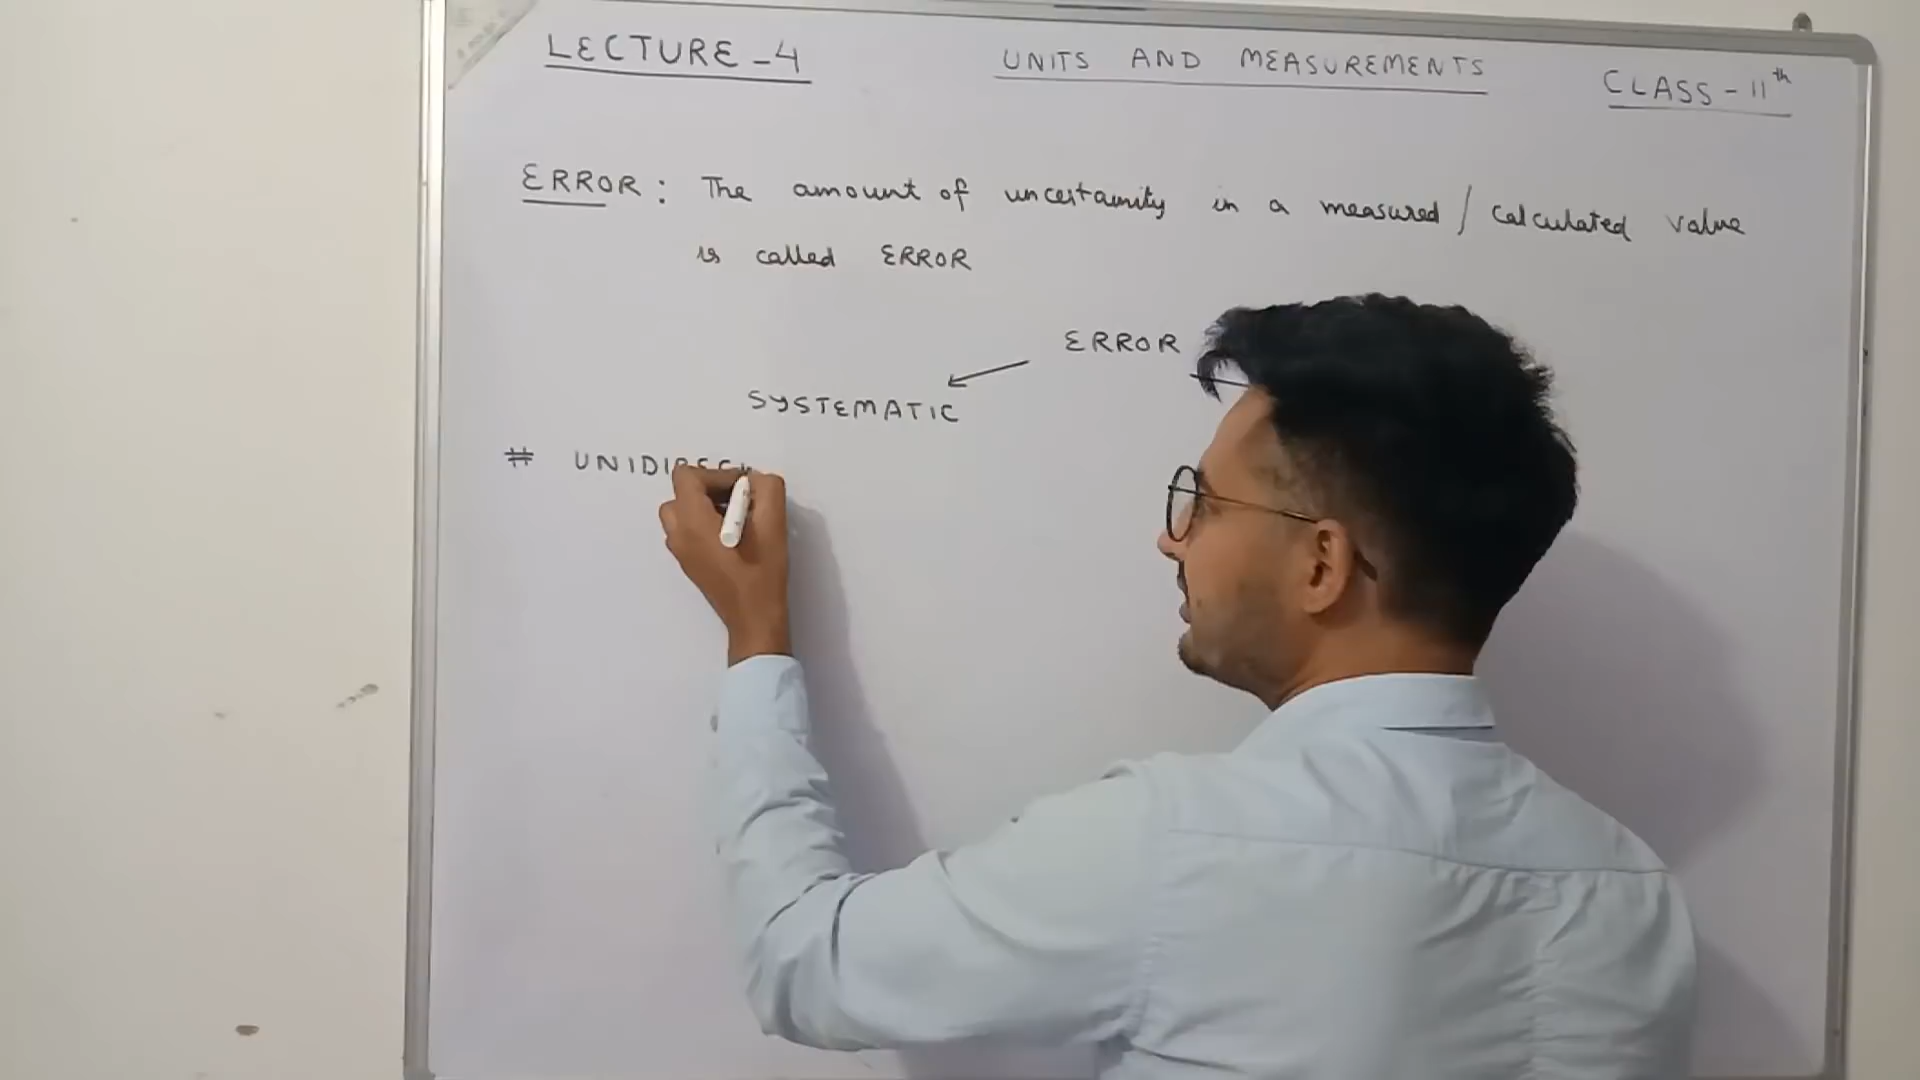 LECTURE - 4
UNITS AND MEASUREMENTS
CLASS - 11th
ERROR : The amount of uncertainity in a measured / calculated value
is called ERROR
ERROR
SYSTEMATIC
#